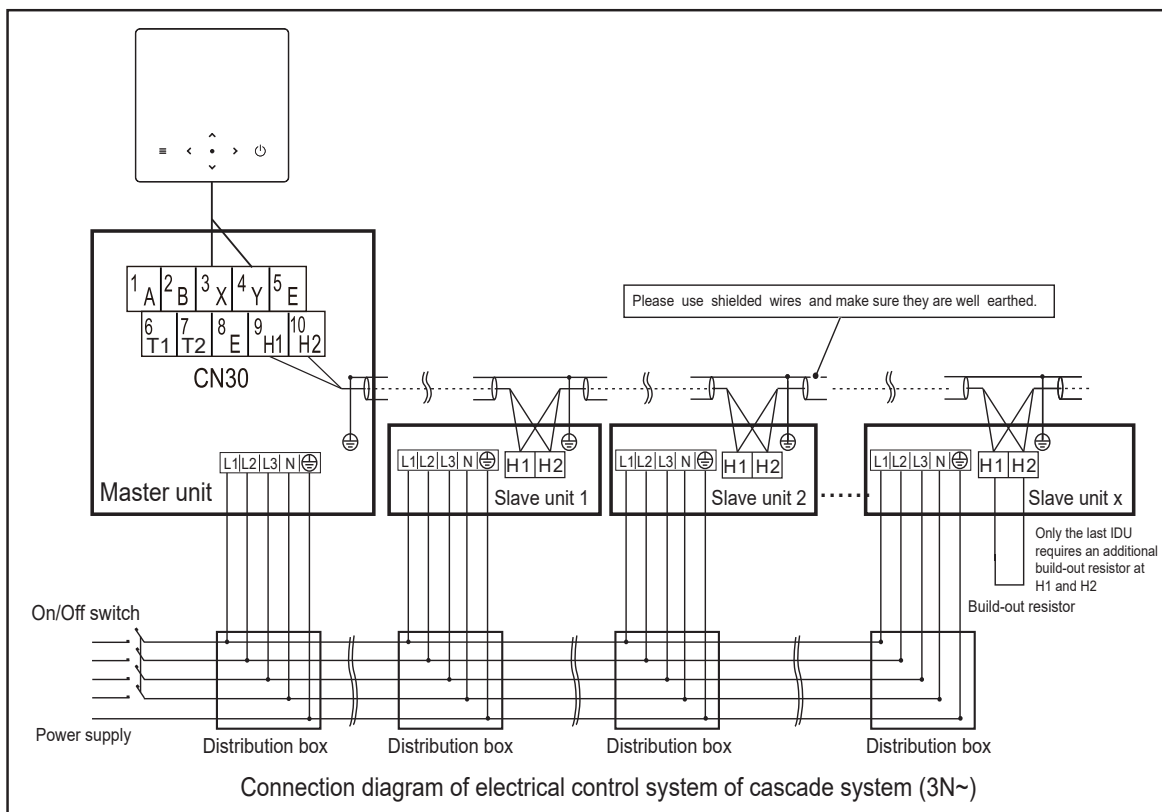 1 A 2 B 3 X 4 Y 5 E
6 T1 7 T2 8 E 9 H1 10 H2
CN30
Please use shielded wires and make sure they are well earthed.
L1 L2 L3 N
Master unit
L1 L2 L3 N
H1 H2
Slave unit 1
L1 L2 L3 N
H1 H2
Slave unit 2
......
L1 L2 L3 N
H1 H2
Slave unit x
Only the last IDU
requires an additional
build-out resistor at
H1 and H2
Build-out resistor
On/Off switch
Power supply
Distribution box
Distribution box
Distribution box
Distribution box
Connection diagram of electrical control system of cascade system (3N~)